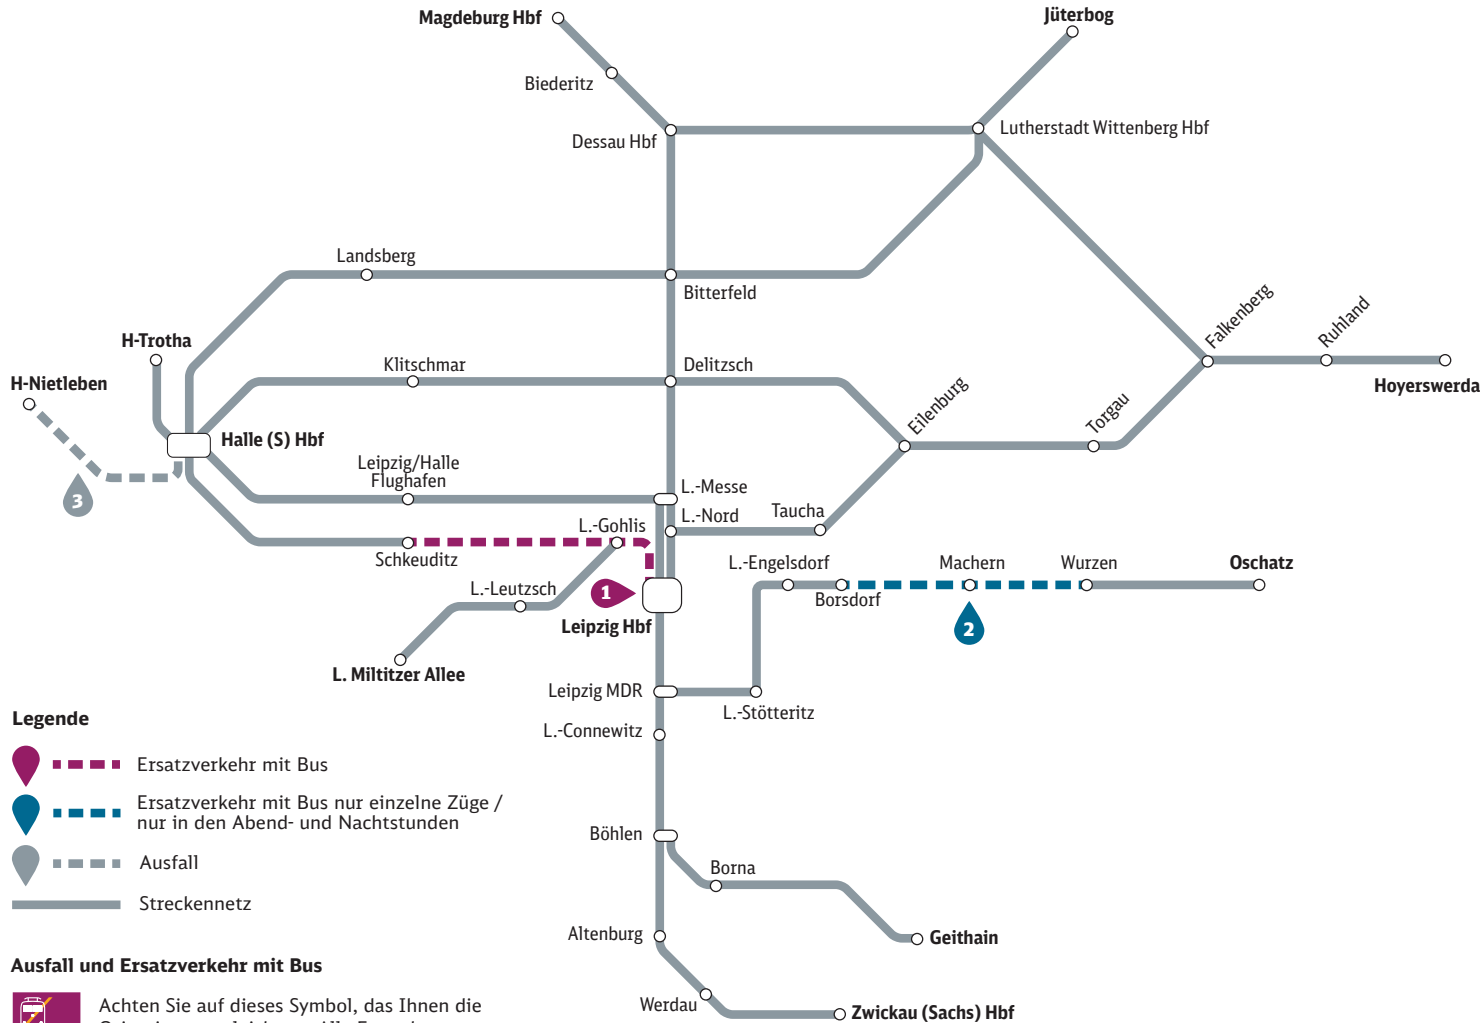 Magdeburg Hbf
Jüterbog
Biederitz
Dessau Hbf
Lutherstadt Wittenberg Hbf
Landsberg
Bitterfeld
Falkenberg
Ruhland
H-Trotha
Klitschmar
Delitzsch
H-Nietleben
Hoyerswerda
Eilenburg
Torgau
Halle (S) Hbf
Leipzig/Halle
Flughafen
L.-Messe
3
L.-Nord
Taucha
L.-Gohlis
Schkeuditz
L.-Engelsdorf
Machern
Wurzen
Oschatz
L.-Leutzsch
1
Borsdorf
Leipzig Hbf
2
L. Miltitzer Allee
Leipzig MDR
L.-Stötteritz
L.-Connewitz
Legende
Ersatzverkehr mit Bus
Ersatzverkehr mit Bus nur einzelne Züge /
nur in den Abend- und Nachtstunden
Böhlen
Ausfall
Borna
Streckennetz
Altenburg
Geithain
Ausfall und Ersatzverkehr mit Bus
Achten Sie auf dieses Symbol, das Ihnen die
Werdau
Zwickau (Sachs) Hbf